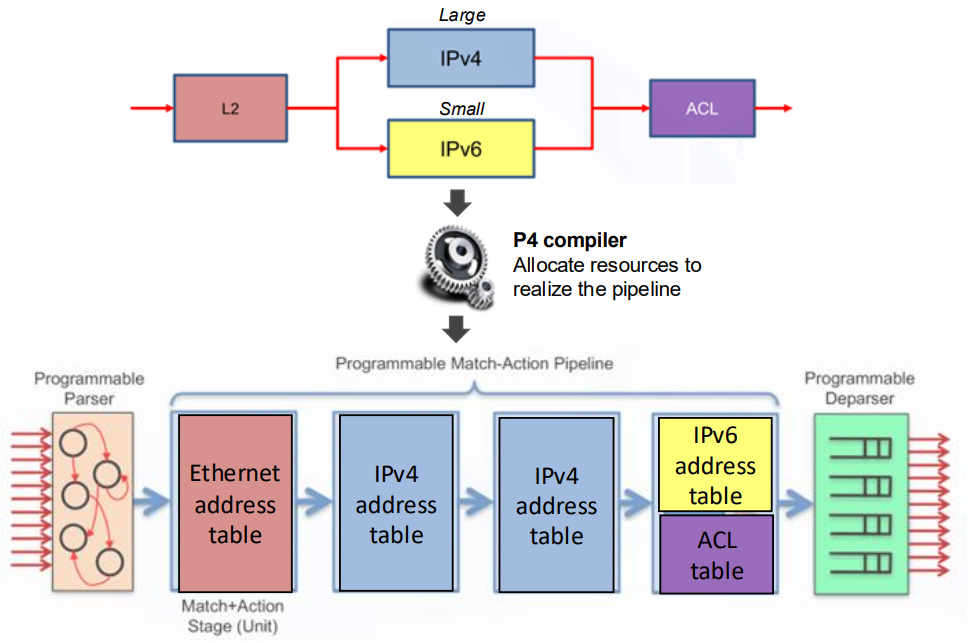 Large
IPv4
L2
ACL
Small
IPv6
P4 compiler
Allocate resources to
realize the pipeline
Programmable Match-Action Pipeline
Programmable
Parser
Programmable
Deparser
Ethernet
address
table
IPv4
address
table
IPv4
address
table
IPv6
address
table
ACL
table
Match+Action
Stage (Unit)